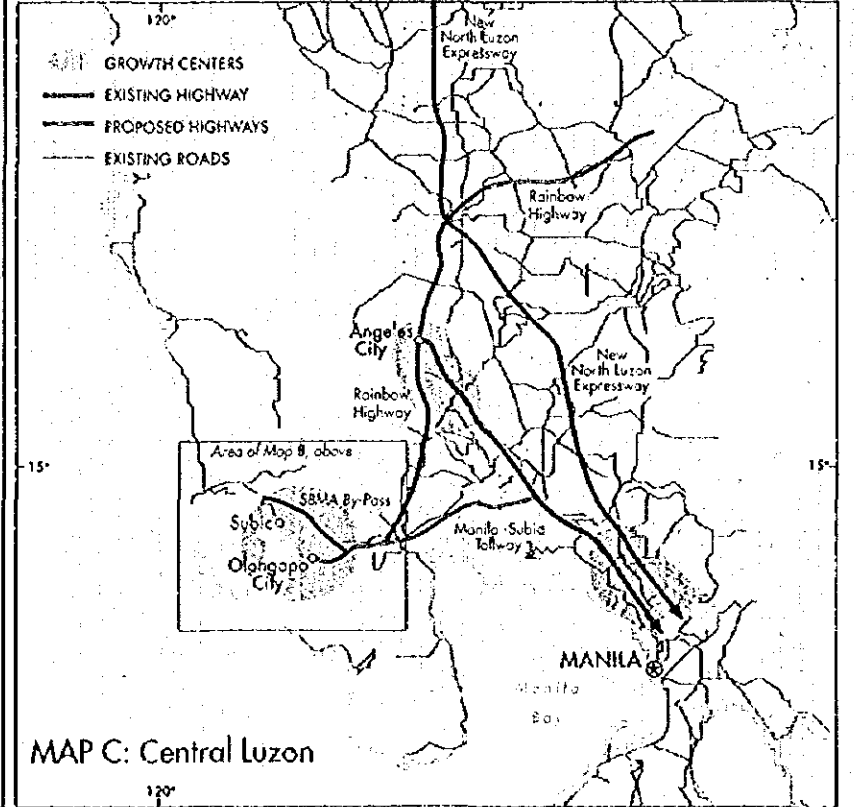 120°
GROWTH CENTERS
EXISTING HIGHWAY
PROPOSED HIGHWAYS
EXISTING ROADS
New
North Luzon
Expressway
Rainbow
Highway
Angeles
City
Rainbow
Highway
New
North Luzon
Expressway
Area of Map B, above
15°
15°
SBMA By-Pass
Subic
Olongapo
City
Manila-Subic
Tollway
MANILA
Manila
Bay
MAP C: Central Luzon
120°